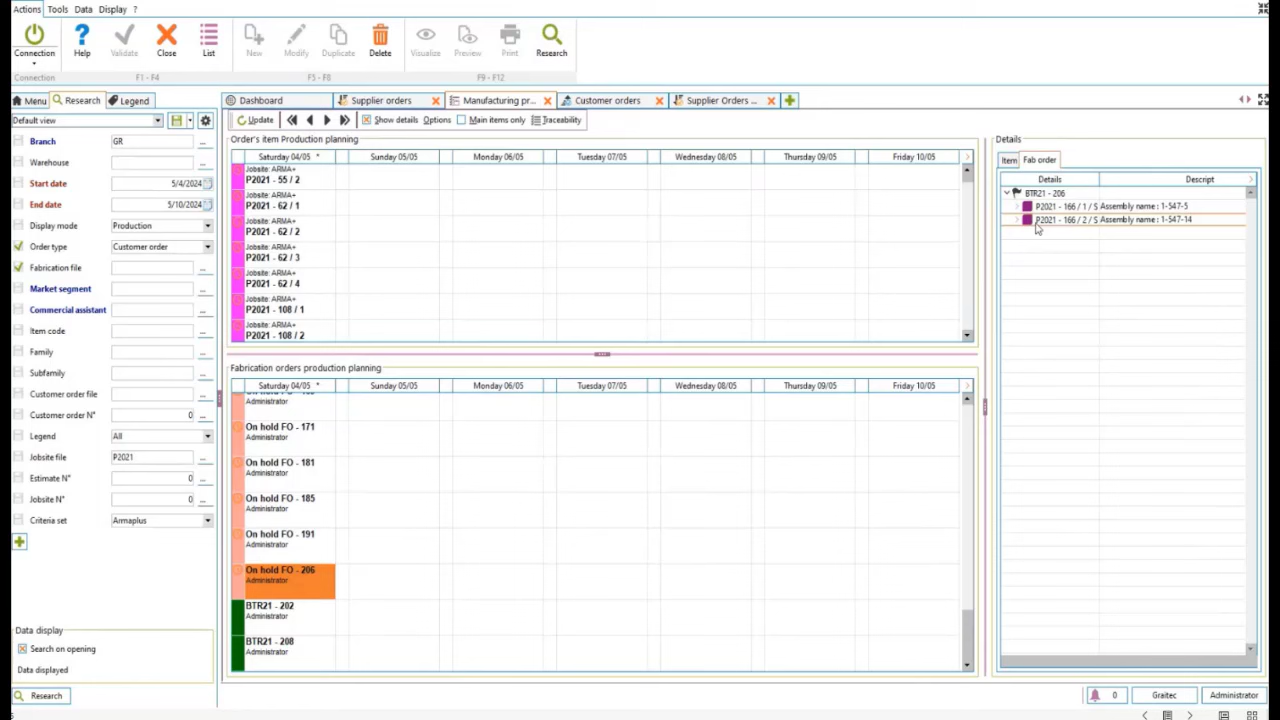 Actions Tools Data Display ?
Connection Help Validate Close List New Modify Duplicate Delete Visualize Preview Print Research
Connection F1 - F4 F5 - F8 F9 - F12
Menu Research Legend
Dashboard Supplier orders Manufacturing pr... Customer orders Supplier Orders ...
Default view
Update Show details Options Main items only Traceability
Branch GR
Warehouse
Start date 5/4/2024
End date 5/10/2024
Display mode Production
Order type Customer order
Fabrication file
Market segment
Commercial assistant
Item code
Family
Subfamily
Customer order file
Customer order N° 0
Legend All
Jobsite file P2021
Estimate N° 0
Jobsite N° 0
Criteria set Armaplus
Data display
Search on opening
Data displayed
Research
Order's item Production planning
Saturday 04/05 * Sunday 05/05 Monday 06/05 Tuesday 07/05 Wednesday 08/05 Thursday 09/05 Friday 10/05
Jobsite: ARMA+
P2021 - 55 / 2
Jobsite: ARMA+
P2021 - 62 / 1
Jobsite: ARMA+
P2021 - 62 / 2
Jobsite: ARMA+
P2021 - 62 / 3
Jobsite: ARMA+
P2021 - 62 / 4
Jobsite: ARMA+
P2021 - 108 / 1
Jobsite: ARMA+
P2021 - 108 / 2
Fabrication orders production planning
Saturday 04/05 * Sunday 05/05 Monday 06/05 Tuesday 07/05 Wednesday 08/05 Thursday 09/05 Friday 10/05
Administrator
On hold FO - 171
Administrator
On hold FO - 181
Administrator
On hold FO - 185
Administrator
On hold FO - 191
Administrator
On hold FO - 206
Administrator
BTR21 - 202
Administrator
BTR21 - 208
Administrator
Details
Item Fab order
Details Descript
BTR21 - 206
P2021 - 166 / 1 / S Assembly name : 1-547-5
P2021 - 166 / 2 / S Assembly name : 1-547-14
0 Graitec Administrator